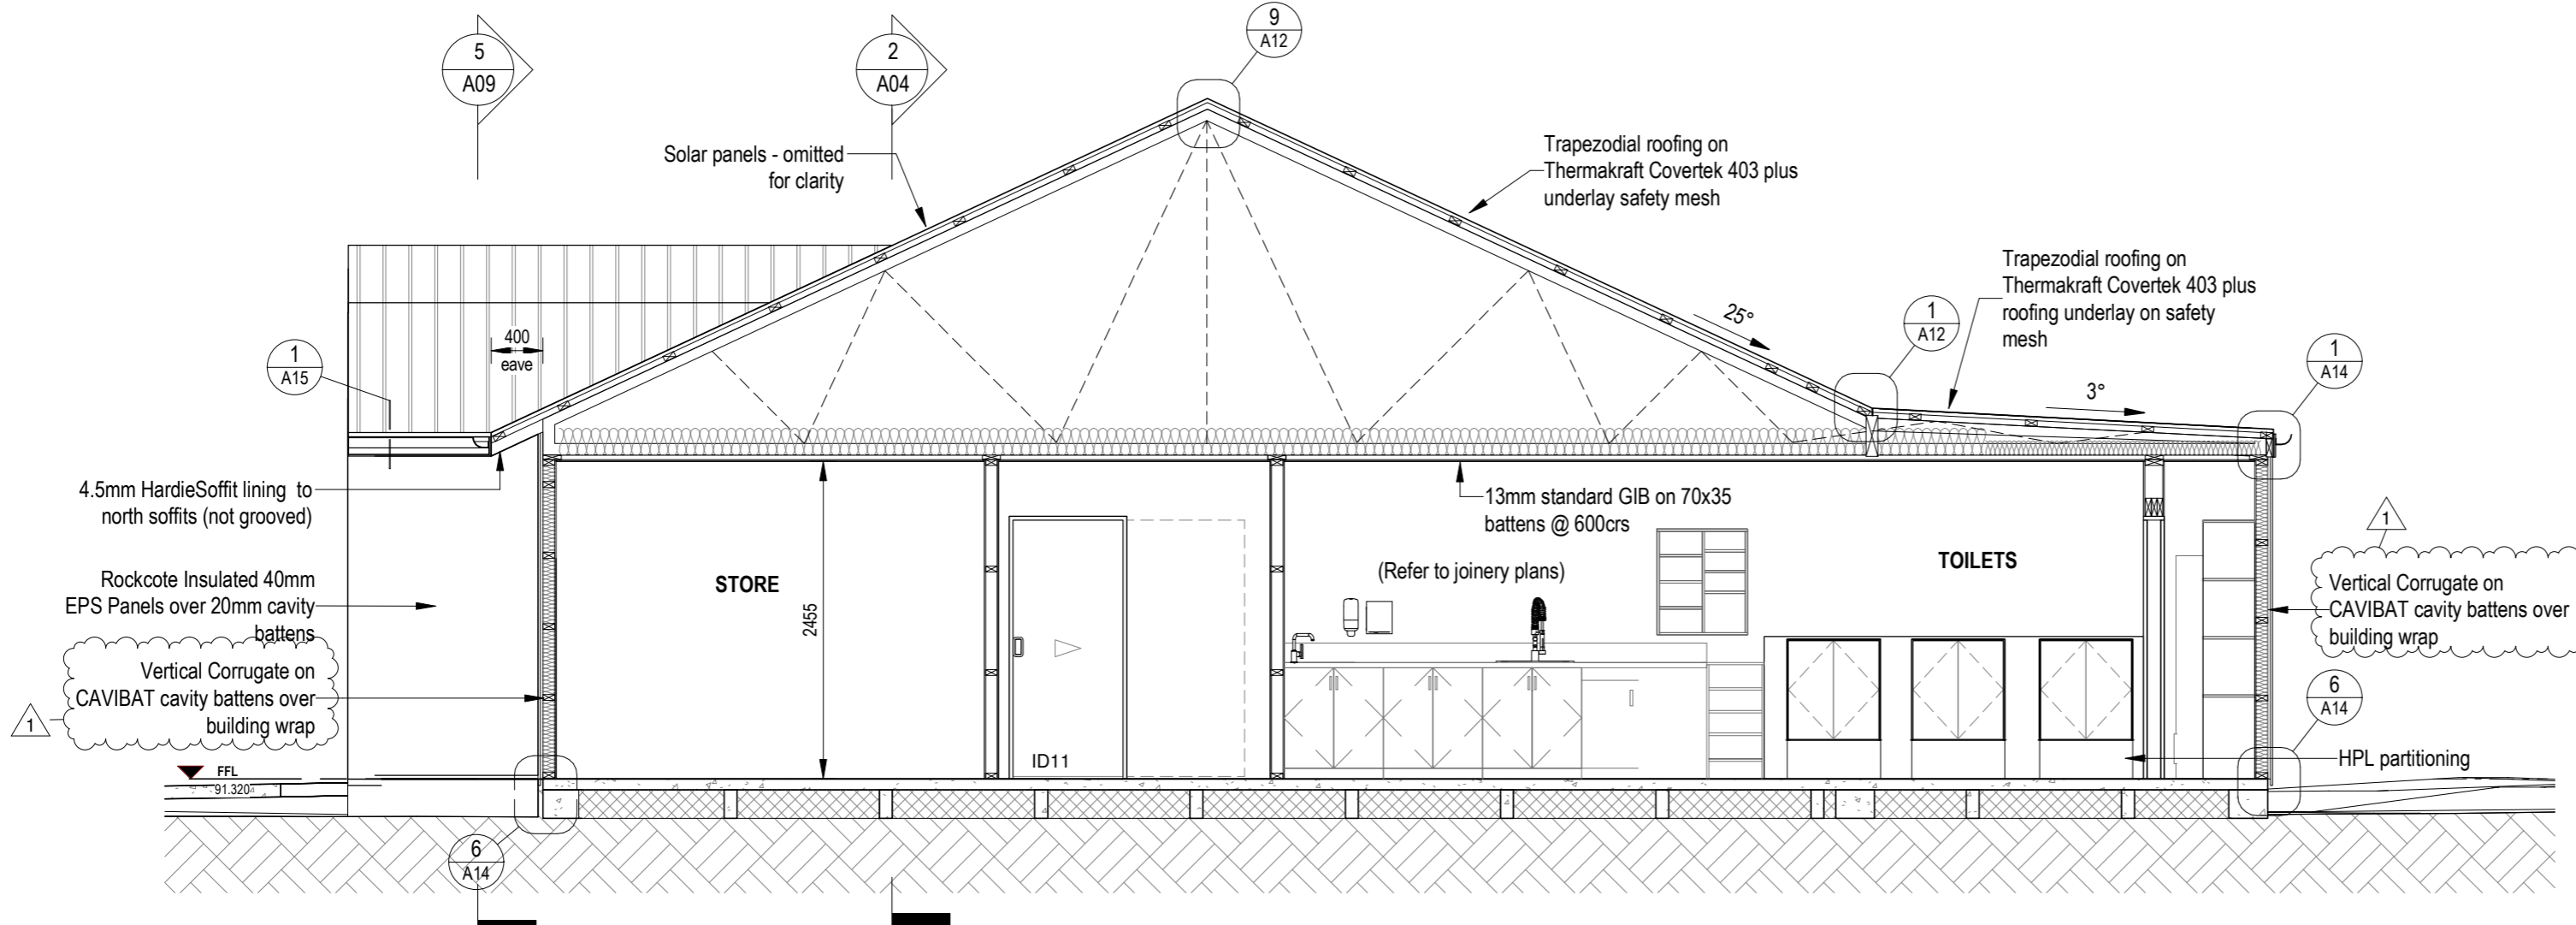 5
A09
2
A04
9
A12
Solar panels - omitted
for clarity
Trapezodial roofing on
Thermakraft Covertek 403 plus
underlay safety mesh
Trapezodial roofing on
Thermakraft Covertek 403 plus
roofing underlay on safety
mesh
25°
1
A12
3°
1
A14
400
eave
1
A15
4.5mm HardieSoffit lining to
north soffits (not grooved)
13mm standard GIB on 70x35
battens @ 600crs
(Refer to joinery plans)
STORE
2455
TOILETS
Rockcote Insulated 40mm
EPS Panels over 20mm cavity
battens
Vertical Corrugate on
CAVIBAT cavity battens over
building wrap
1
1
Vertical Corrugate on
CAVIBAT cavity battens over
building wrap
6
A14
HPL partitioning
ID11
FFL
91.320
6
A14